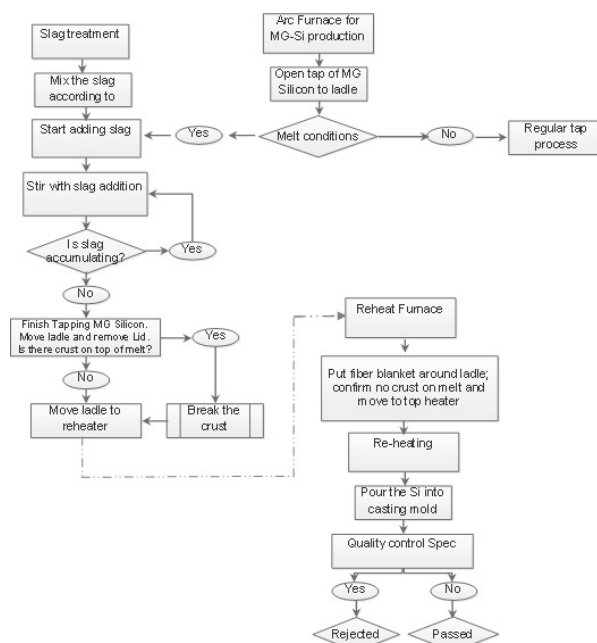 Slag treatment
Mix the slag
according to
Start adding slag
Stir with slag addition
Is slag
accumulating?
Yes
No
Finish Tapping MG Silicon.
Move ladle and remove Lid.
Is there crust on top of melt?
Yes
No
Move ladle to
reheater
Break the
crust
Arc Furnace for
MG-Si production
Open tap of MG
Silicon to ladle
Yes
Melt conditions
No
Regular tap
process
Reheat Furnace
Put fiber blanket around ladle;
confirm no crust on melt and
move to top heater
Re-heating
Pour the Si into
casting mold
Quality control Spec
Yes
No
Rejected
Passed